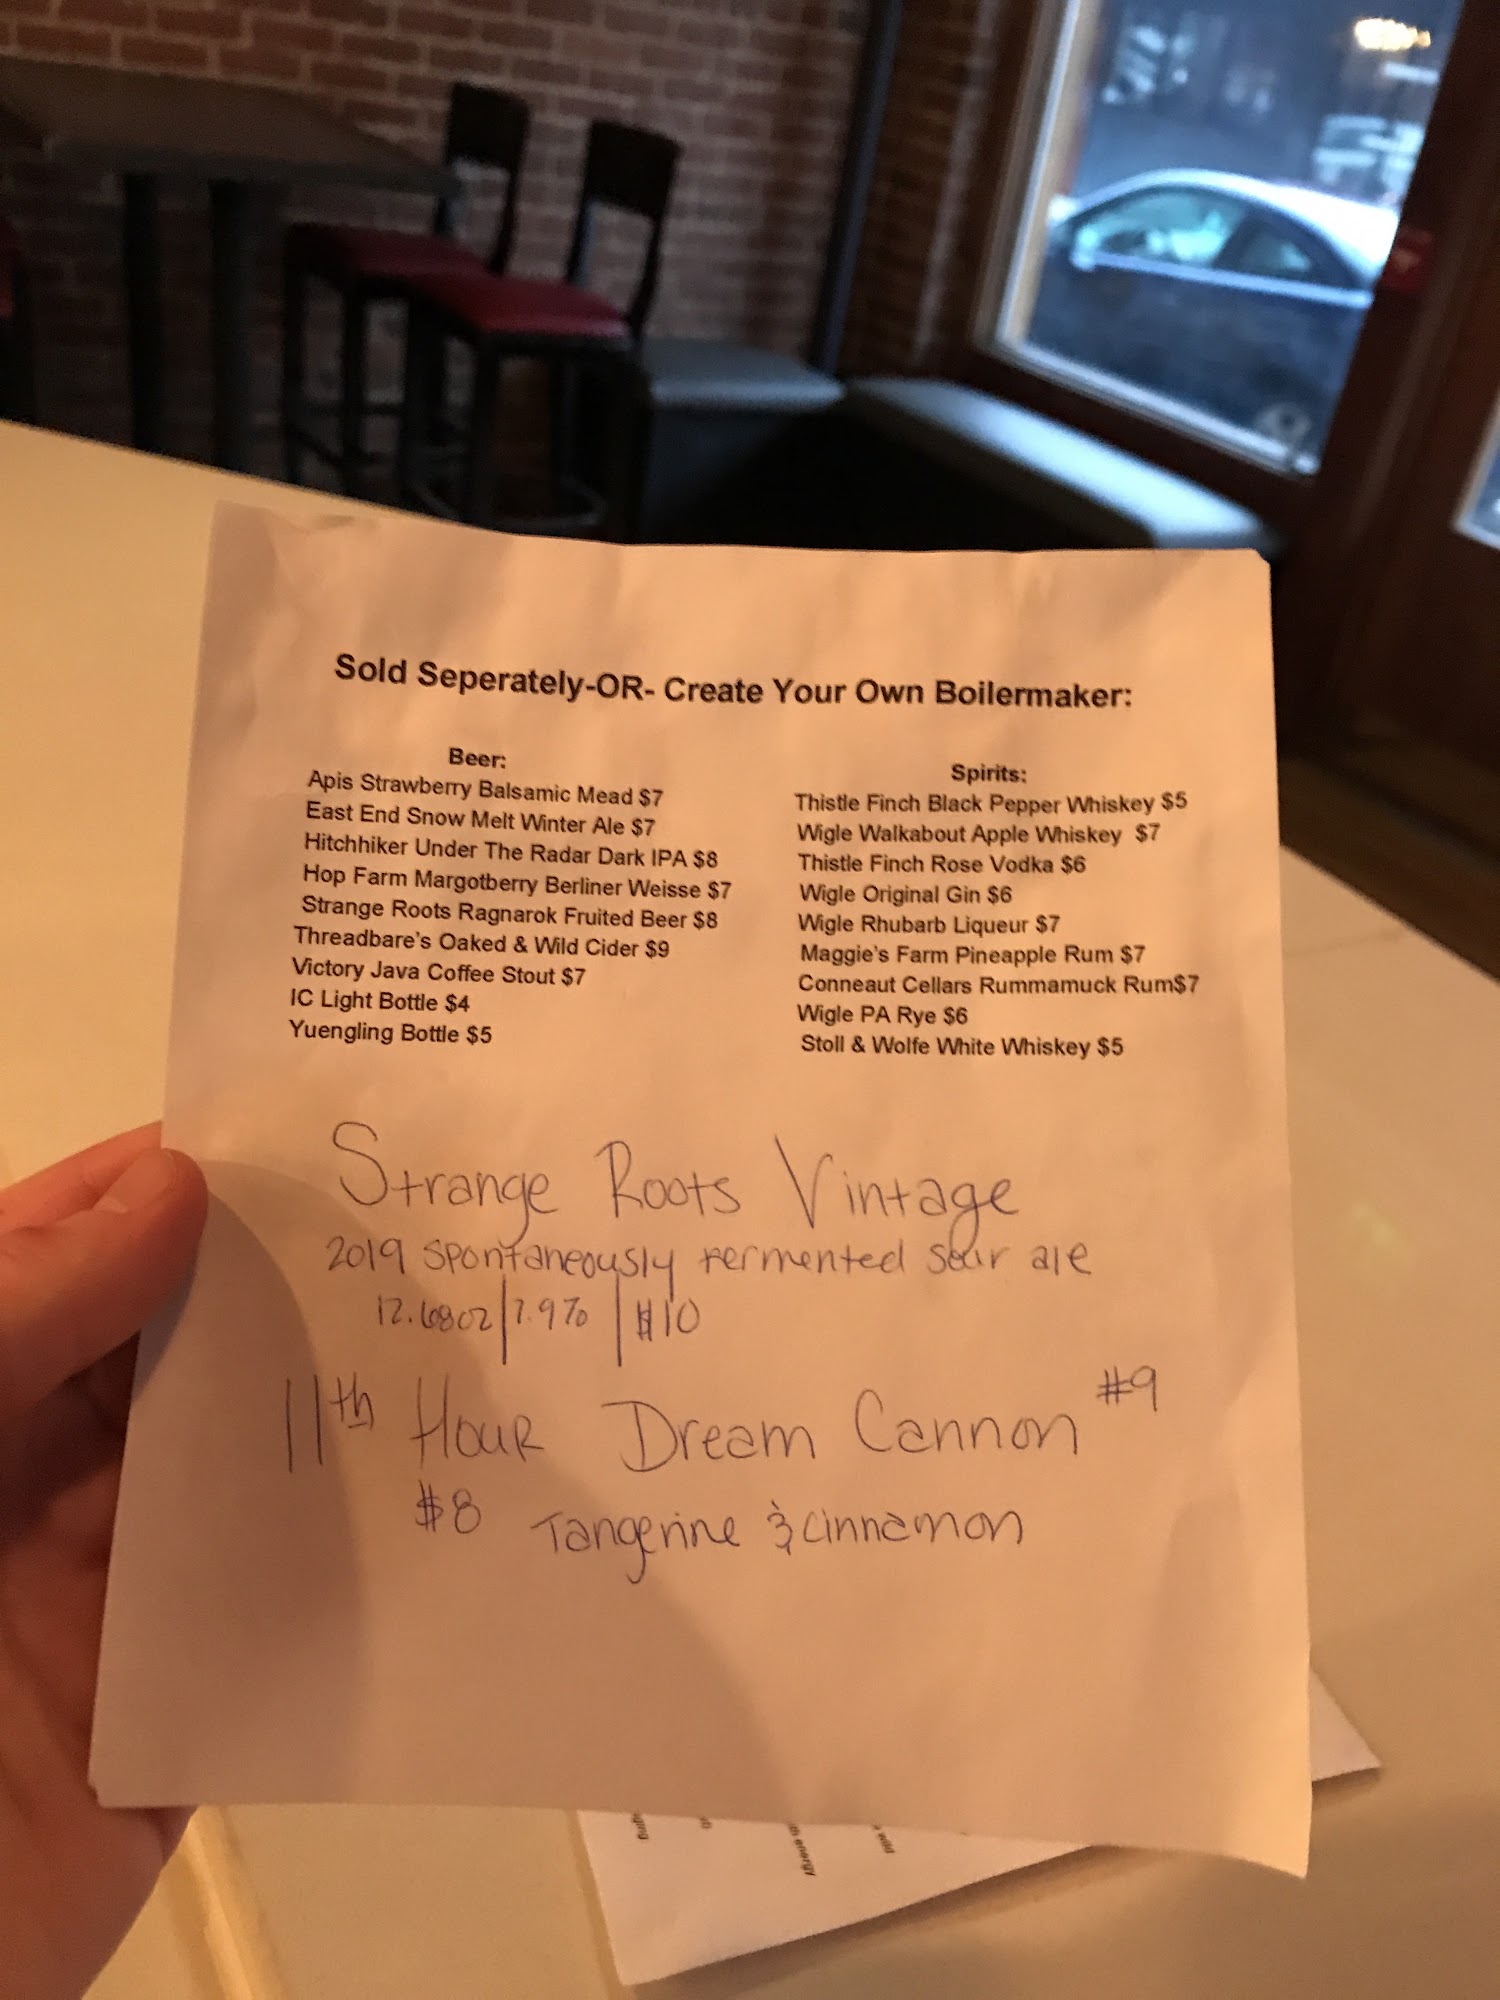 Sold Seperately-OR- Create Your Own Boilermaker:
Beer:
Apis Strawberry Balsamic Mead $7
East End Snow Melt Winter Ale $7
Hitchhiker Under The Radar Dark IPA $8
Hop Farm Margotberry Berliner Weisse $7
Strange Roots Ragnarok Fruited Beer $8
Threadbare's Oaked & Wild Cider $9
Victory Java Coffee Stout $7
IC Light Bottle $4
Yuengling Bottle $5
Spirits:
Thistle Finch Black Pepper Whiskey $5
Wigle Walkabout Apple Whiskey $7
Thistle Finch Rose Vodka $6
Wigle Original Gin $6
Wigle Rhubarb Liqueur $7
Maggie's Farm Pineapple Rum $7
Conneaut Cellars Rummamuck Rum$7
Wigle PA Rye $6
Stoll & Wolfe White Whiskey $5
Strange Roots Vintage
2019 spontaneously fermented sour ale
12.68oz | 7.9% | $10
11th Hour Dream Cannon #9
$8 Tangerine & cinnamon